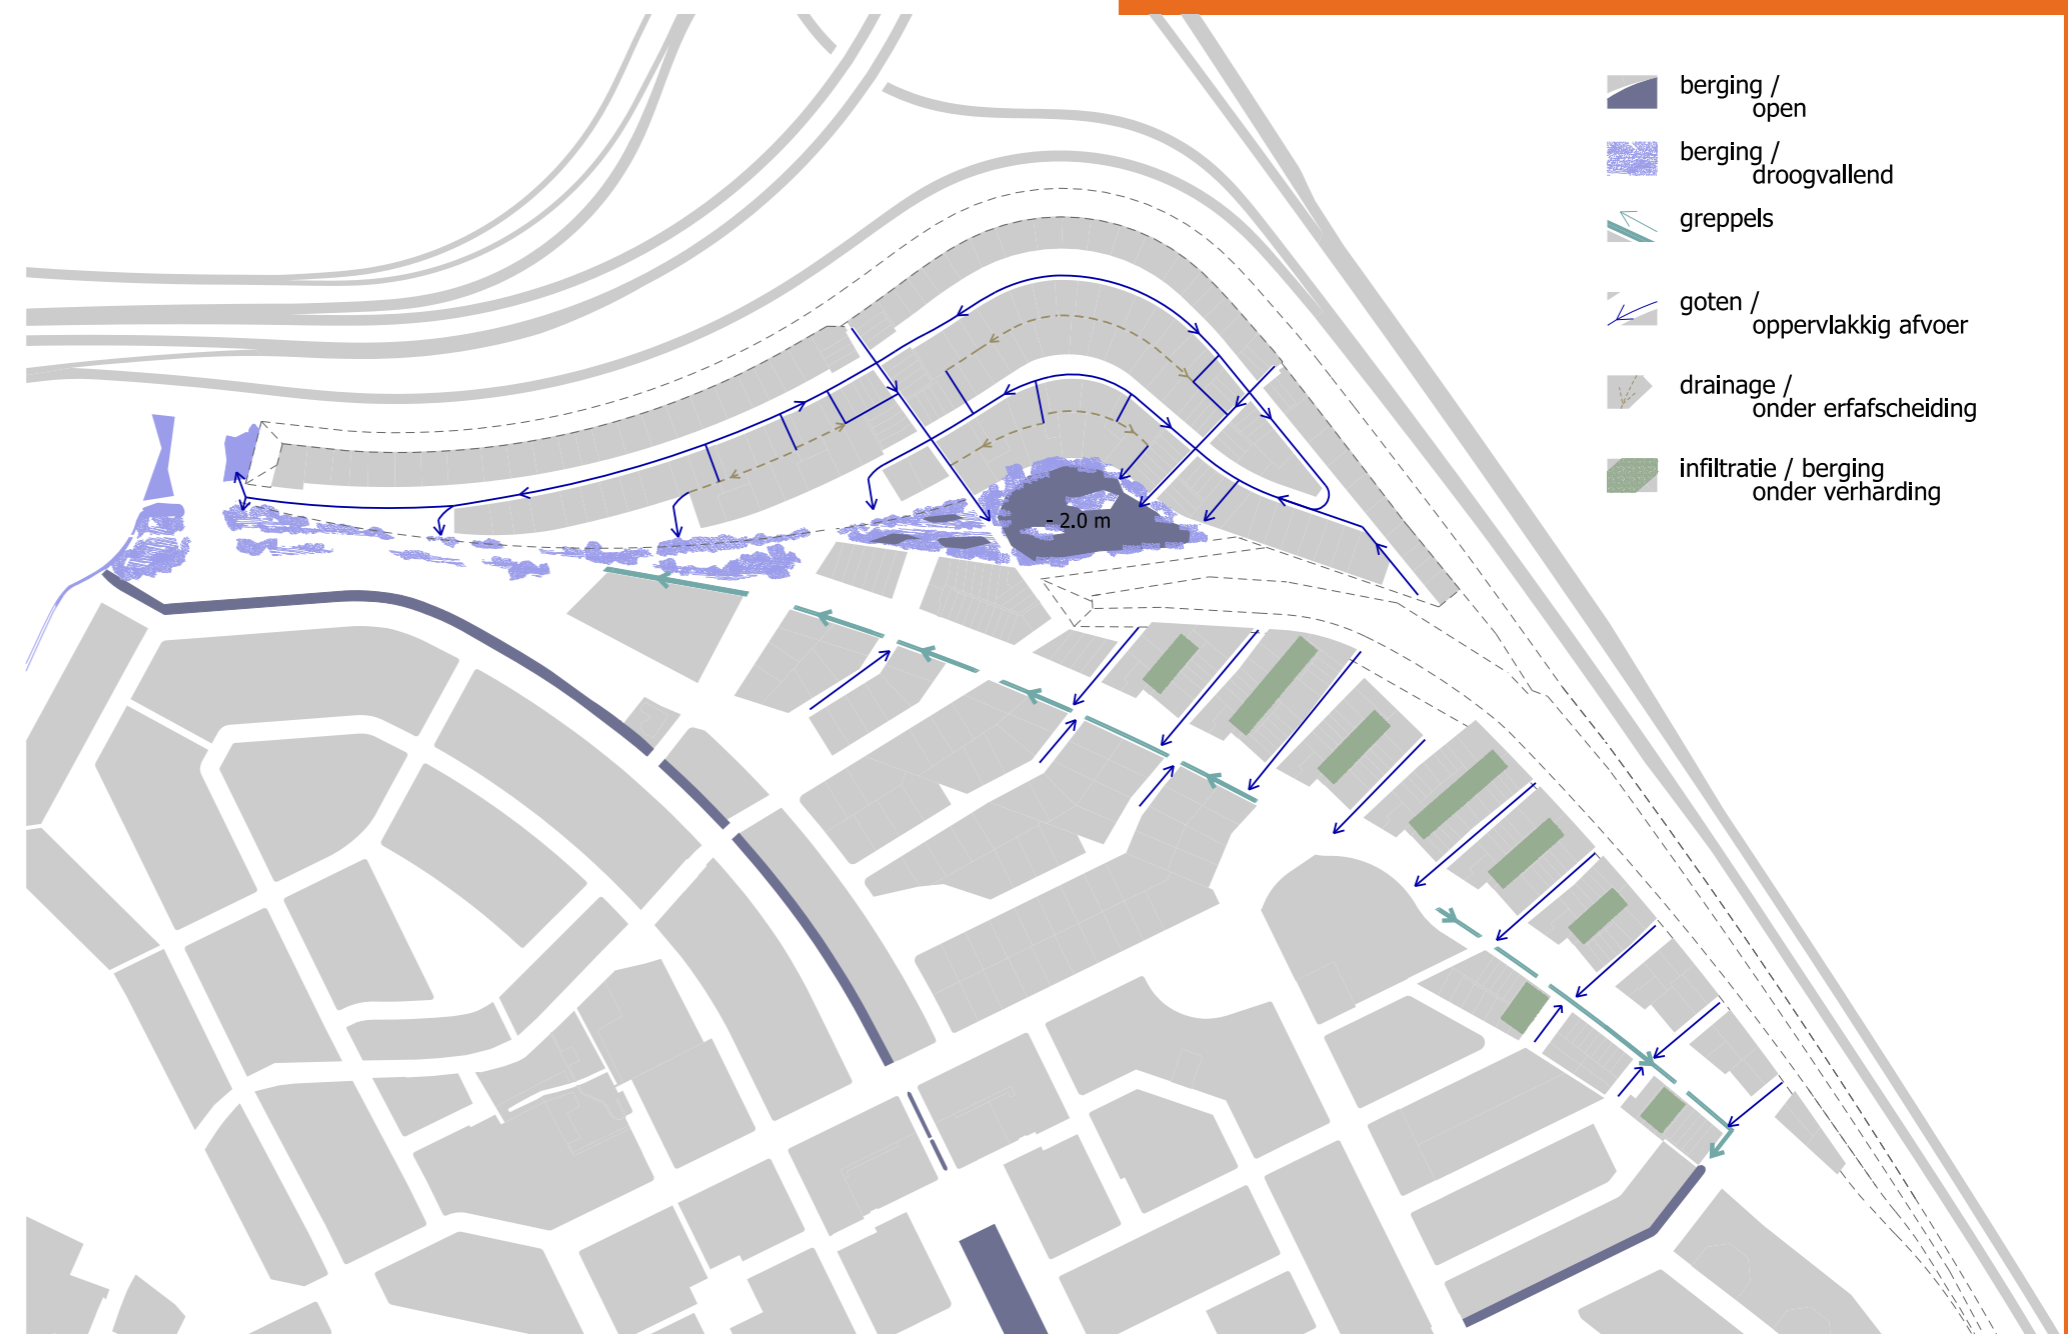 berging /
open
berging /
droogvallend
greppels
goten /
oppervlakkig afvoer
drainage /
onder erfafscheiding
infiltratie / berging
onder verharding
- 2.0 m